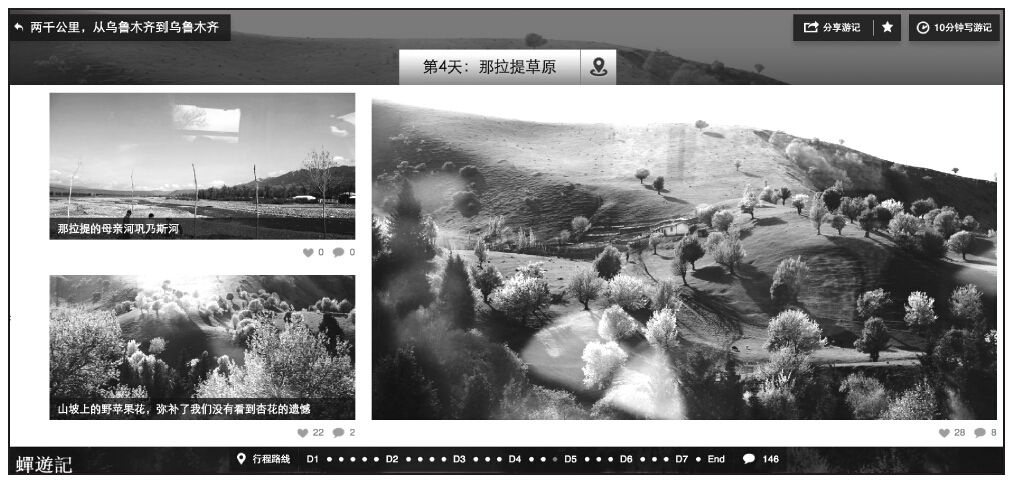 两千公里，从乌鲁木齐到乌鲁木齐
分享游记
10分钟写游记
第4天：那拉提草原
那拉提的母亲河巩乃斯河
0 0
山坡上的野苹果花，弥补了我们没有看到杏花的遗憾
22 2
28 8
蟬遊記
行程路线 D1 D2 D3 D4 D5 D6 D7 End 146